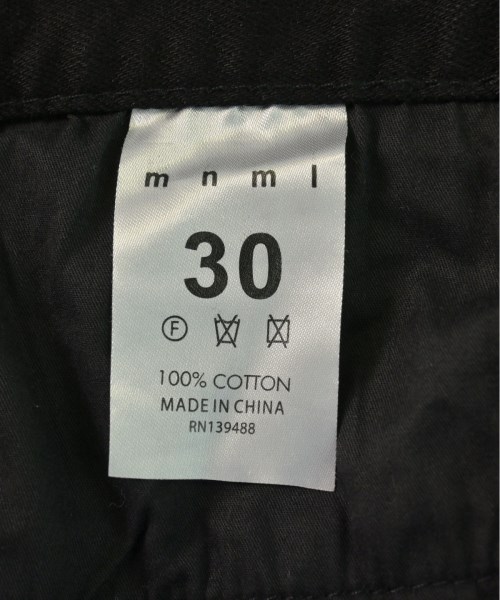 mnml
30
F
100% COTTON
MADE IN CHINA
RN139488